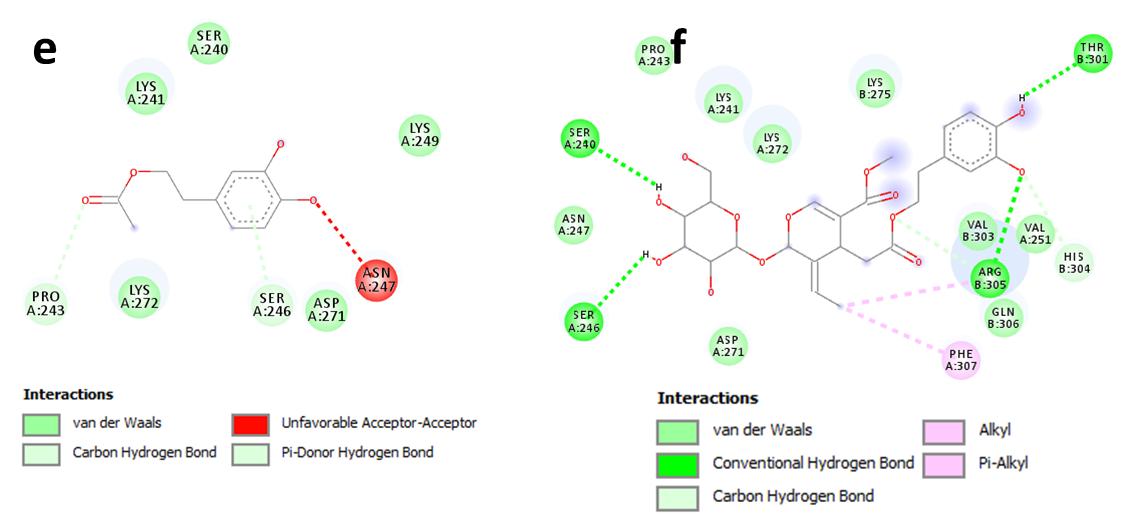 e
SER
A:240
LYS
A:241
LYS
A:249
O
O
O
O
PRO
A:243
LYS
A:272
SER
A:246
ASP
A:271
ASN
A:247
Interactions
van der Waals
Unfavorable Acceptor-Acceptor
Carbon Hydrogen Bond
Pi-Donor Hydrogen Bond
f
PRO
A:243
LYS
A:241
LYS
A:272
LYS
B:275
THR
B:301
SER
A:240
ASN
A:247
SER
A:246
ASP
A:271
H
O
H
O
O
O
O
O
O
O
O
O
O
O
H
O
O
VAL
B:303
VAL
A:251
HIS
B:304
ARG
B:305
GLN
B:306
PHE
A:307
Interactions
van der Waals
Alkyl
Conventional Hydrogen Bond
Pi-Alkyl
Carbon Hydrogen Bond